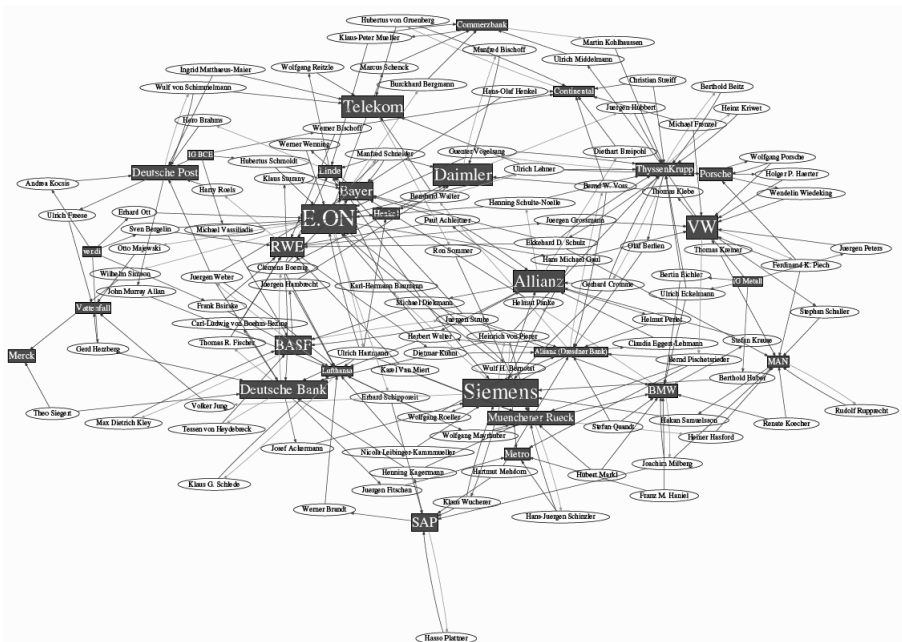 Hubertus von Gruenberg
Commerzbank
Klaus-Peter Mueller
Martin Kohlhaussen
Manfred Bischoff
Ulrich Middelmann
Ingrid Matthaeus-Maier
Wolfgang Reitzle
Marcus Schenck
Wulf von Schimmelmann
Burckhard Bergmann
Hans-Olaf Henkel
Continental
Christian Streiff
Berthold Beitz
Heinz Kriwet
Telekom
Juergen Hubbert
Michael Frenzel
Hero Brahms
Werner Bischoff
Werner Wenning
Guenter Vogelsang
Diethart Breipohl
IG BCE
Hubertus Schmoldt
Manfred Schneider
Wolfgang Porsche
Deutsche Post
Linde
Daimler
Ulrich Lehner
ThyssenKrupp
Porsche
Holger P. Haerter
Andrea Kocsis
Harry Roels
Klaus Sturany
Bayer
Bernhard Walter
Bernd W. Voss
Thomas Klebe
Wendelin Wiedeking
Ulrich Freese
Erhard Ott
E.ON
Henkel
Paul Achleitner
Henning Schulte-Noelle
Juergen Grossmann
VW
Sven Bergelin
Michael Vassiliadis
Otto Majewski
RWE
Ron Sommer
Ekkehard D. Schulz
Olaf Berlien
Thomas Kremer
Juergen Peters
verdi
Hans Michael Gaul
Ferdinand K. Piech
Wilhelm Simson
Clemens Boersig
Juergen Weber
Juergen Hambrecht
Karl-Hermann Baumann
Allianz
Gerhard Cromme
Bertin Eichler
IG Metall
John Murray Allan
Ulrich Eckelmann
Vattenfall
Frank Bsirske
Michael Diekmann
Helmut Panke
Stephan Schaller
Carl-Ludwig von Boehm-Bezing
Juergen Strube
Helmut Perlet
Herbert Walter
Heinrich von Pierer
Stefan Krause
Thomas R. Fischer
BASF
Claudia Eggert-Lehmann
Merck
Gerd Herzberg
Ulrich Hartmann
Dietmar Kuhnt
Allianz (Dresdner Bank)
Bernd Pischetsrieder
MAN
Lufthansa
Karel Van Miert
Wulf H. Bernotat
Berthold Huber
Deutsche Bank
Siemens
BMW
Theo Siegert
Volker Jung
Erhard Schipporeit
Rudolf Rupprecht
Max Dietrich Kley
Wolfgang Roeller
Muenchener Rueck
Hakan Samuelsson
Renate Koecher
Tessen von Heydebreck
Stefan Quandt
Wolfgang Mayrhuber
Heiner Hasford
Josef Ackermann
Nicola Leibinger-Kammmueller
Metro
Joachim Milberg
Klaus G. Schlede
Henning Kagermann
Hartmut Mehdorn
Hubert Markl
Juergen Fitschen
Franz M. Haniel
Klaus Wucherer
Werner Brandt
Hans-Juergen Schinzler
SAP
Hasso Plattner